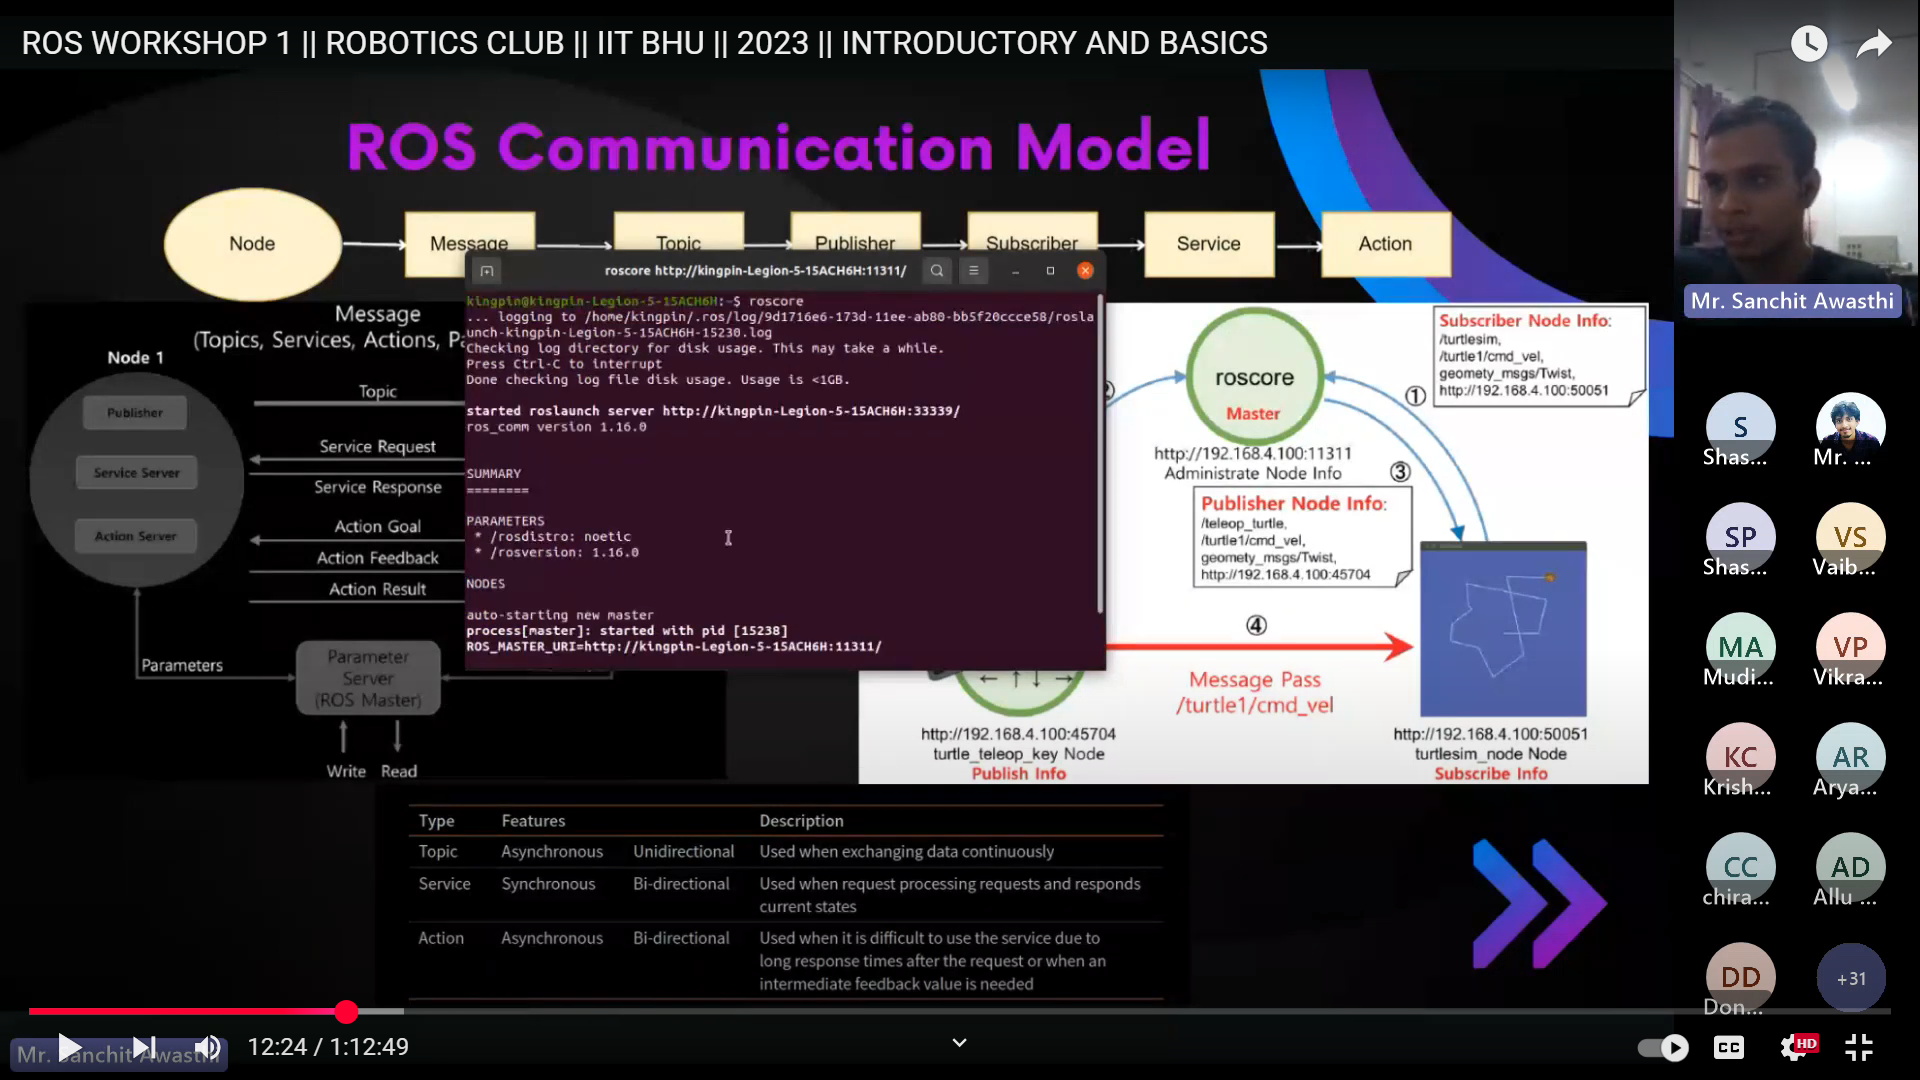 ROS WORKSHOP 1 || ROBOTICS CLUB || IIT BHU || 2023 || INTRODUCTORY AND BASICS
ROS Communication Model
Node
Message
Topic
Publisher
Subscriber
Service
Action
Message
(Topics, Services, Actions,
Node 1
Publisher
Service Server
Action Server
Topic
Service Request
Service Response
Action Goal
Action Feedback
Action Result
Parameters
Parameter
Server
(ROS Master)
Write Read
roscore http://kingpin-Legion-5-15ACH6H:11311/
kingpin@kingpin-Legion-5-15ACH6H:~$ roscore
... logging to /home/kingpin/.ros/log/9d1716e6-173d-11ee-ab80-bb5f20ccce58/rosla
unch-kingpin-Legion-5-15ACH6H-15230.log
Checking log directory for disk usage. This may take a while.
Press Ctrl-C to interrupt
Done checking log file disk usage. Usage is <1GB.
started roslaunch server http://kingpin-Legion-5-15ACH6H:33339/
ros_comm version 1.16.0
SUMMARY
========
PARAMETERS
* /rosdistro: noetic
* /rosversion: 1.16.0
NODES
auto-starting new master
process[master]: started with pid [15238]
ROS_MASTER_URI=http://kingpin-Legion-5-15ACH6H:11311/
roscore
Master
http://192.168.4.100:11311
Administrate Node Info
①
Subscriber Node Info:
/turtlesim,
/turtle1/cmd_vel,
geomety_msgs/Twist,
http://192.168.4.100:50051
③
Publisher Node Info:
/teleop_turtle,
/turtle1/cmd_vel,
geomety_msgs/Twist,
http://192.168.4.100:45704
④
Message Pass
/turtle1/cmd_vel
← ↑ ↓ →
http://192.168.4.100:45704
turtle_teleop_key Node
Publish Info
http://192.168.4.100:50051
turtlesim_node Node
Subscribe Info
Type Features Description
Topic Asynchronous Unidirectional Used when exchanging data continuously
Service Synchronous Bi-directional Used when request processing requests and responds
current states
Action Asynchronous Bi-directional Used when it is difficult to use the service due to
long response times after the request or when an
intermediate feedback value is needed
Mr. Sanchit Awasthi
S
Shas...
Mr. ...
SP
Shas...
VS
Vaib...
MA
Mudi...
VP
Vikra...
KC
Krish...
AR
Arya...
CC
chira...
AD
Allu ...
DD
Don...
+31
Mr. Sanchit Awasthi
12:24 / 1:12:49
CC
HD